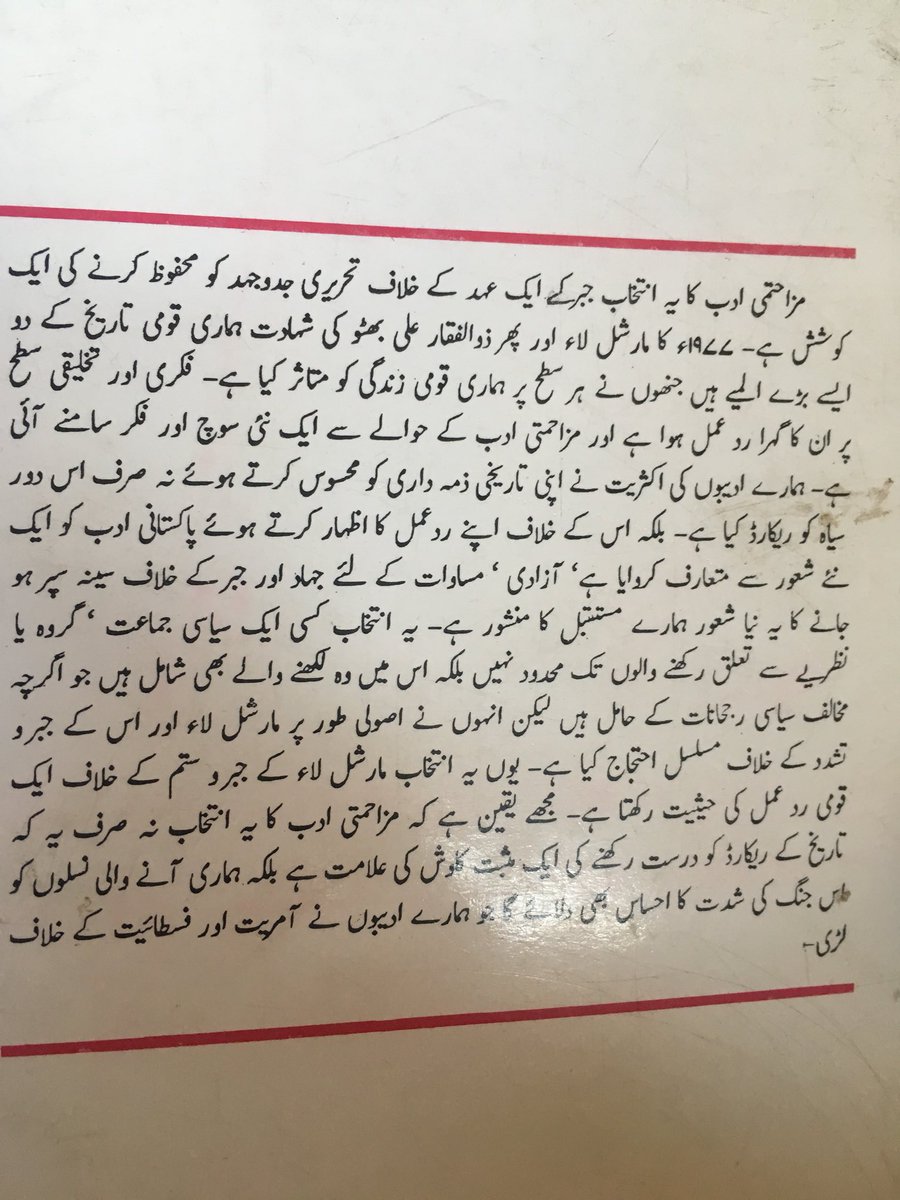 مزاحمتی ادب کا یہ انتخاب جبرکے ایک عہد کے خلاف تحریری جدوجہد کو محفوظ کرنے کی ایک
کوشش ہے۔ ۱۹۷۷ء کا مارشل لاء اور پھر ذوالفقار علی بھٹو کی شہادت ہماری قومی تاریخ کے دو
ایسے بڑے المیے ہیں جنھوں نے ہر سطح پر ہماری قومی زندگی کو متاثر کیا ہے۔ فکری اور تخلیقی سطح
پر ان کا گہرا رد عمل ہوا ہے اور مزاحمتی ادب کے حوالے سے ایک نئی سوچ اور فکر سامنے آئی
ہے۔ ہمارے ادیبوں کی اکثریت نے اپنی تاریخی ذمہ داری کو محسوس کرتے ہوئے نہ صرف اس دور
سیاہ کو ریکارڈ کیا ہے۔ بلکہ اس کے خلاف اپنے ردعمل کا اظہار کرتے ہوئے پاکستانی ادب کو ایک
نئے شعور سے متعارف کروایا ہے‘ آزادی ‘ مساوات کے لئے جہاد اور جبر کے خلاف سینہ سپر ہو
جانے کا یہ نیا شعور ہمارے مستقبل کا منشور ہے۔ یہ انتخاب کسی ایک سیاسی جماعت ‘ گروہ یا
نظریے سے تعلق رکھنے والوں تک محدود نہیں بلکہ اس میں وہ لکھنے والے بھی شامل ہیں جو اگرچہ
مخالف سیاسی رجحانات کے حامل ہیں لیکن انہوں نے اصولی طور پر مارشل لاء اور اس کے جبر و
تشدد کے خلاف مسلسل احتجاج کیا ہے۔ یوں یہ انتخاب مارشل لاء کے جبر و ستم کے خلاف ایک
قومی رد عمل کی حیثیت رکھتا ہے۔ مجھے یقین ہے کہ مزاحمتی ادب کا یہ انتخاب نہ صرف یہ کہ
تاریخ کے ریکارڈ کو درست رکھنے کی ایک مثبت کاوش کی علامت ہے بلکہ ہماری آنے والی نسلوں کو
اس جنگ کی شدت کا احساس بھی دلائے گا جو ہمارے ادیبوں نے آمریت اور فسطائیت کے خلاف
لڑی۔